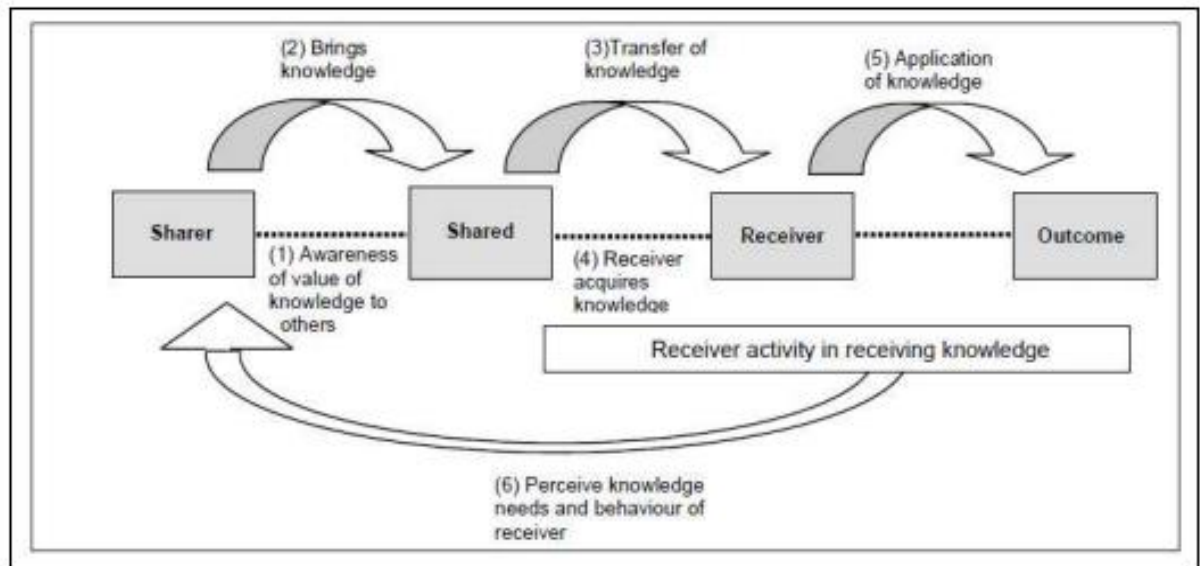 (2) Brings
knowledge
(3)Transfer of
knowledge
(5) Application
of knowledge
Sharer
Shared
Receiver
Outcome
(1) Awareness
of value of
knowledge to
others
(4) Receiver
acquires
knowledge
Receiver activity in receiving knowledge
(6) Perceive knowledge
needs and behaviour of
receiver